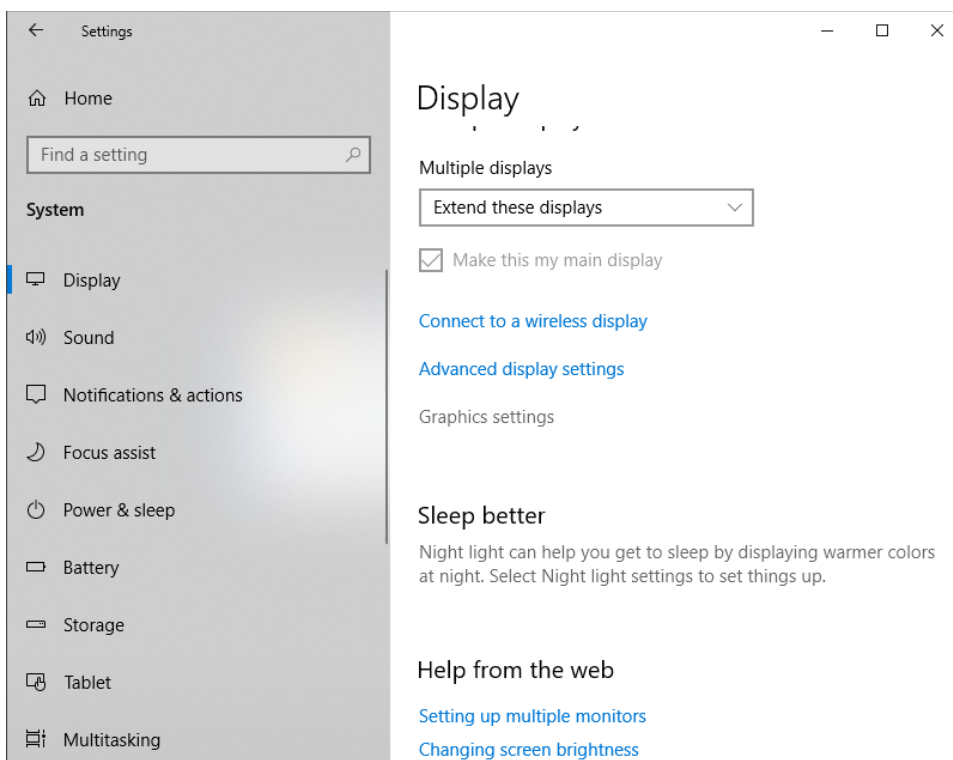 Settings
Home
Find a setting
System
Display
Sound
Notifications & actions
Focus assist
Power & sleep
Battery
Storage
Tablet
Multitasking
Display
Multiple displays
Extend these displays
Make this my main display
Connect to a wireless display
Advanced display settings
Graphics settings
Sleep better
Night light can help you get to sleep by displaying warmer colors
at night. Select Night light settings to set things up.
Help from the web
Setting up multiple monitors
Changing screen brightness